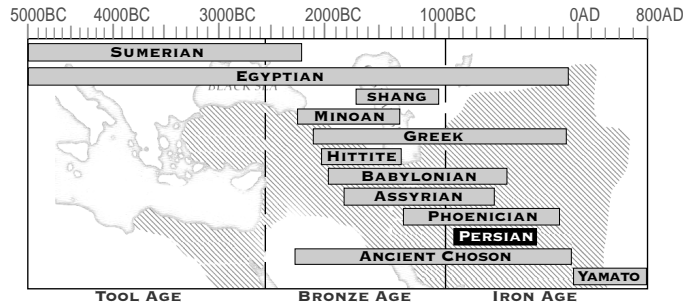 5000BC 4000BC 3000BC 2000BC 1000BC 0AD 800AD
SUMERIAN
EGYPTIAN
BLACK SEA
SHANG
MINOAN
GREEK
HITTITE
BABYLONIAN
ASSYRIAN
PHOENICIAN
PERSIAN
ANCIENT CHOSON
YAMATO
TOOL AGE BRONZE AGE IRON AGE